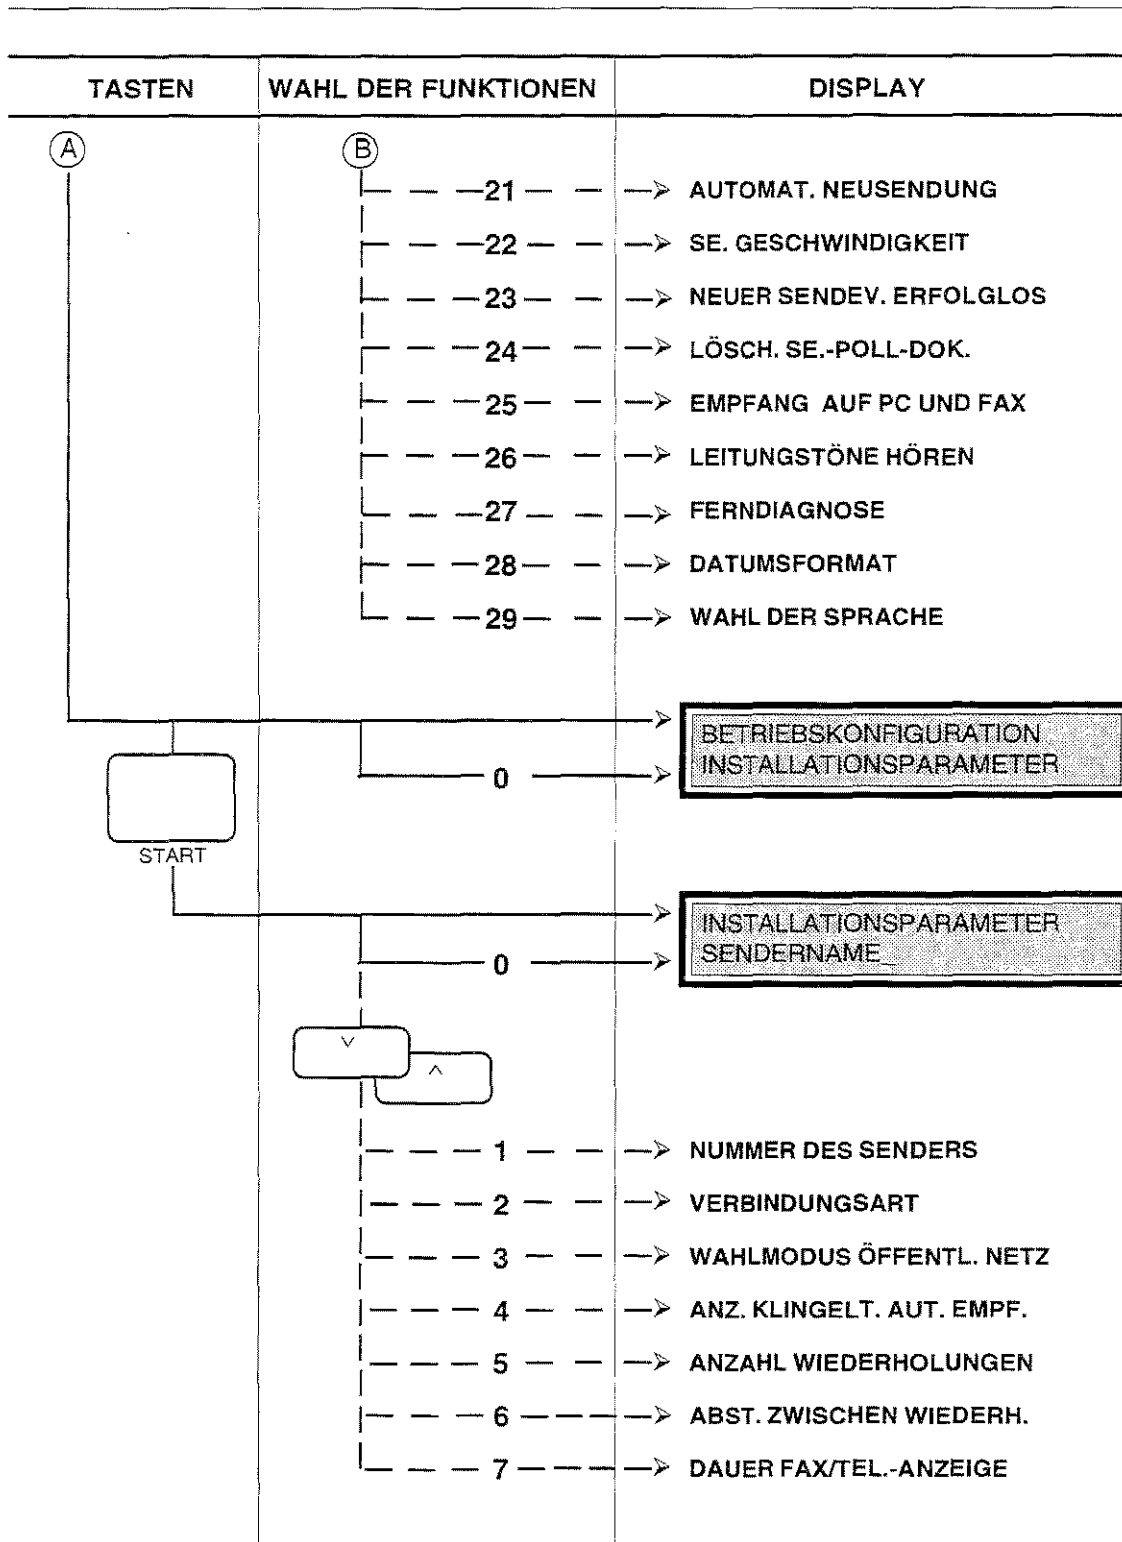 TASTEN WAHL DER FUNKTIONEN DISPLAY
A B
21 AUTOMAT. NEUSENDUNG
22 SE. GESCHWINDIGKEIT
23 NEUER SENDEV. ERFOLGLOS
24 LÖSCH. SE.-POLL-DOK.
25 EMPFANG AUF PC UND FAX
26 LEITUNGSTÖNE HÖREN
27 FERNDIAGNOSE
28 DATUMSFORMAT
29 WAHL DER SPRACHE
BETRIEBSKONFIGURATION
0 INSTALLATIONSPARAMETER
START
INSTALLATIONSPARAMETER
0 SENDERNAME_
1 NUMMER DES SENDERS
2 VERBINDUNGSART
3 WAHLMODUS ÖFFENTL. NETZ
4 ANZ. KLINGELT. AUT. EMPF.
5 ANZAHL WIEDERHOLUNGEN
6 ABST. ZWISCHEN WIEDERH.
7 DAUER FAX/TEL.-ANZEIGE